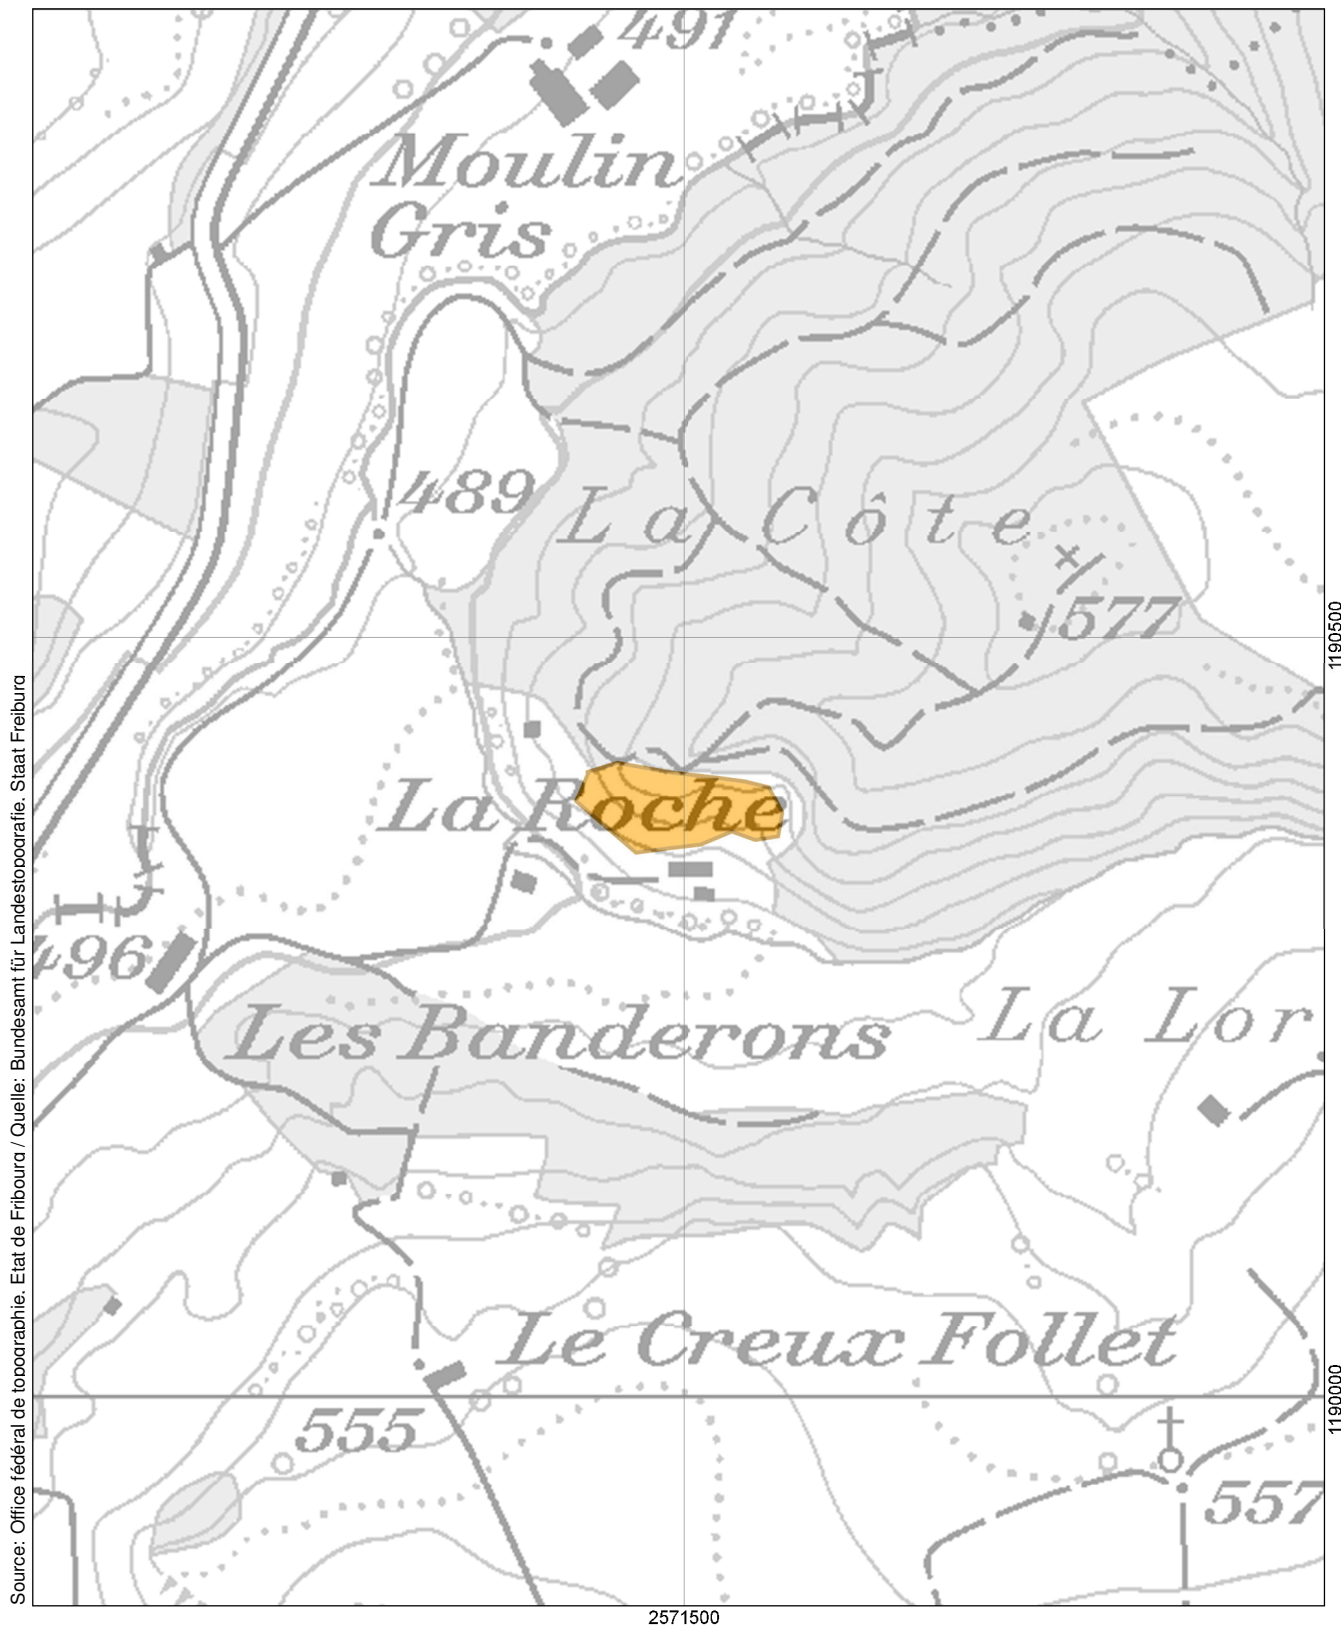 491
Moulin
Gris
489
La Côte
577
1190500
La Roche
496
Les Banderons
La Lor
Le Creux Follet
1190000
555
557
2571500
Source: Office fédéral de topographie, Etat de Fribourg / Quelle: Bundesamt für Landestopografie, Staat Freiburg